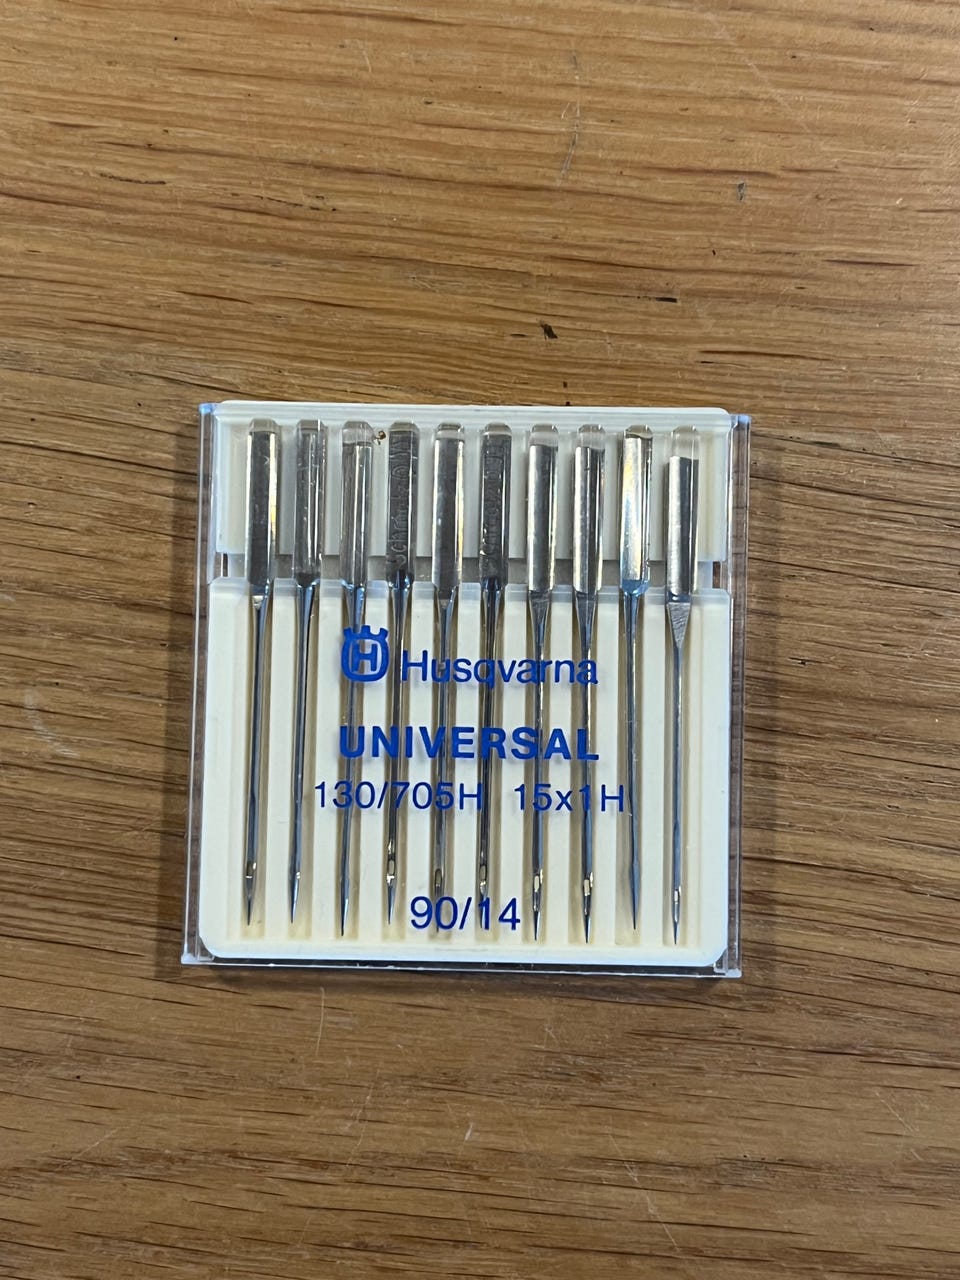 Husqvarna
UNIVERSAL
130/705H 15x1H
90/14